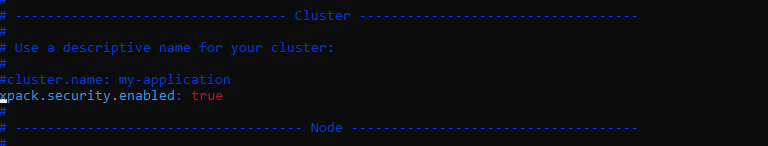 #
# ---------------------------------- Cluster -----------------------------------
#
# Use a descriptive name for your cluster:
#
#cluster.name: my-application
xpack.security.enabled: true
#
# ------------------------------------ Node ------------------------------------
#